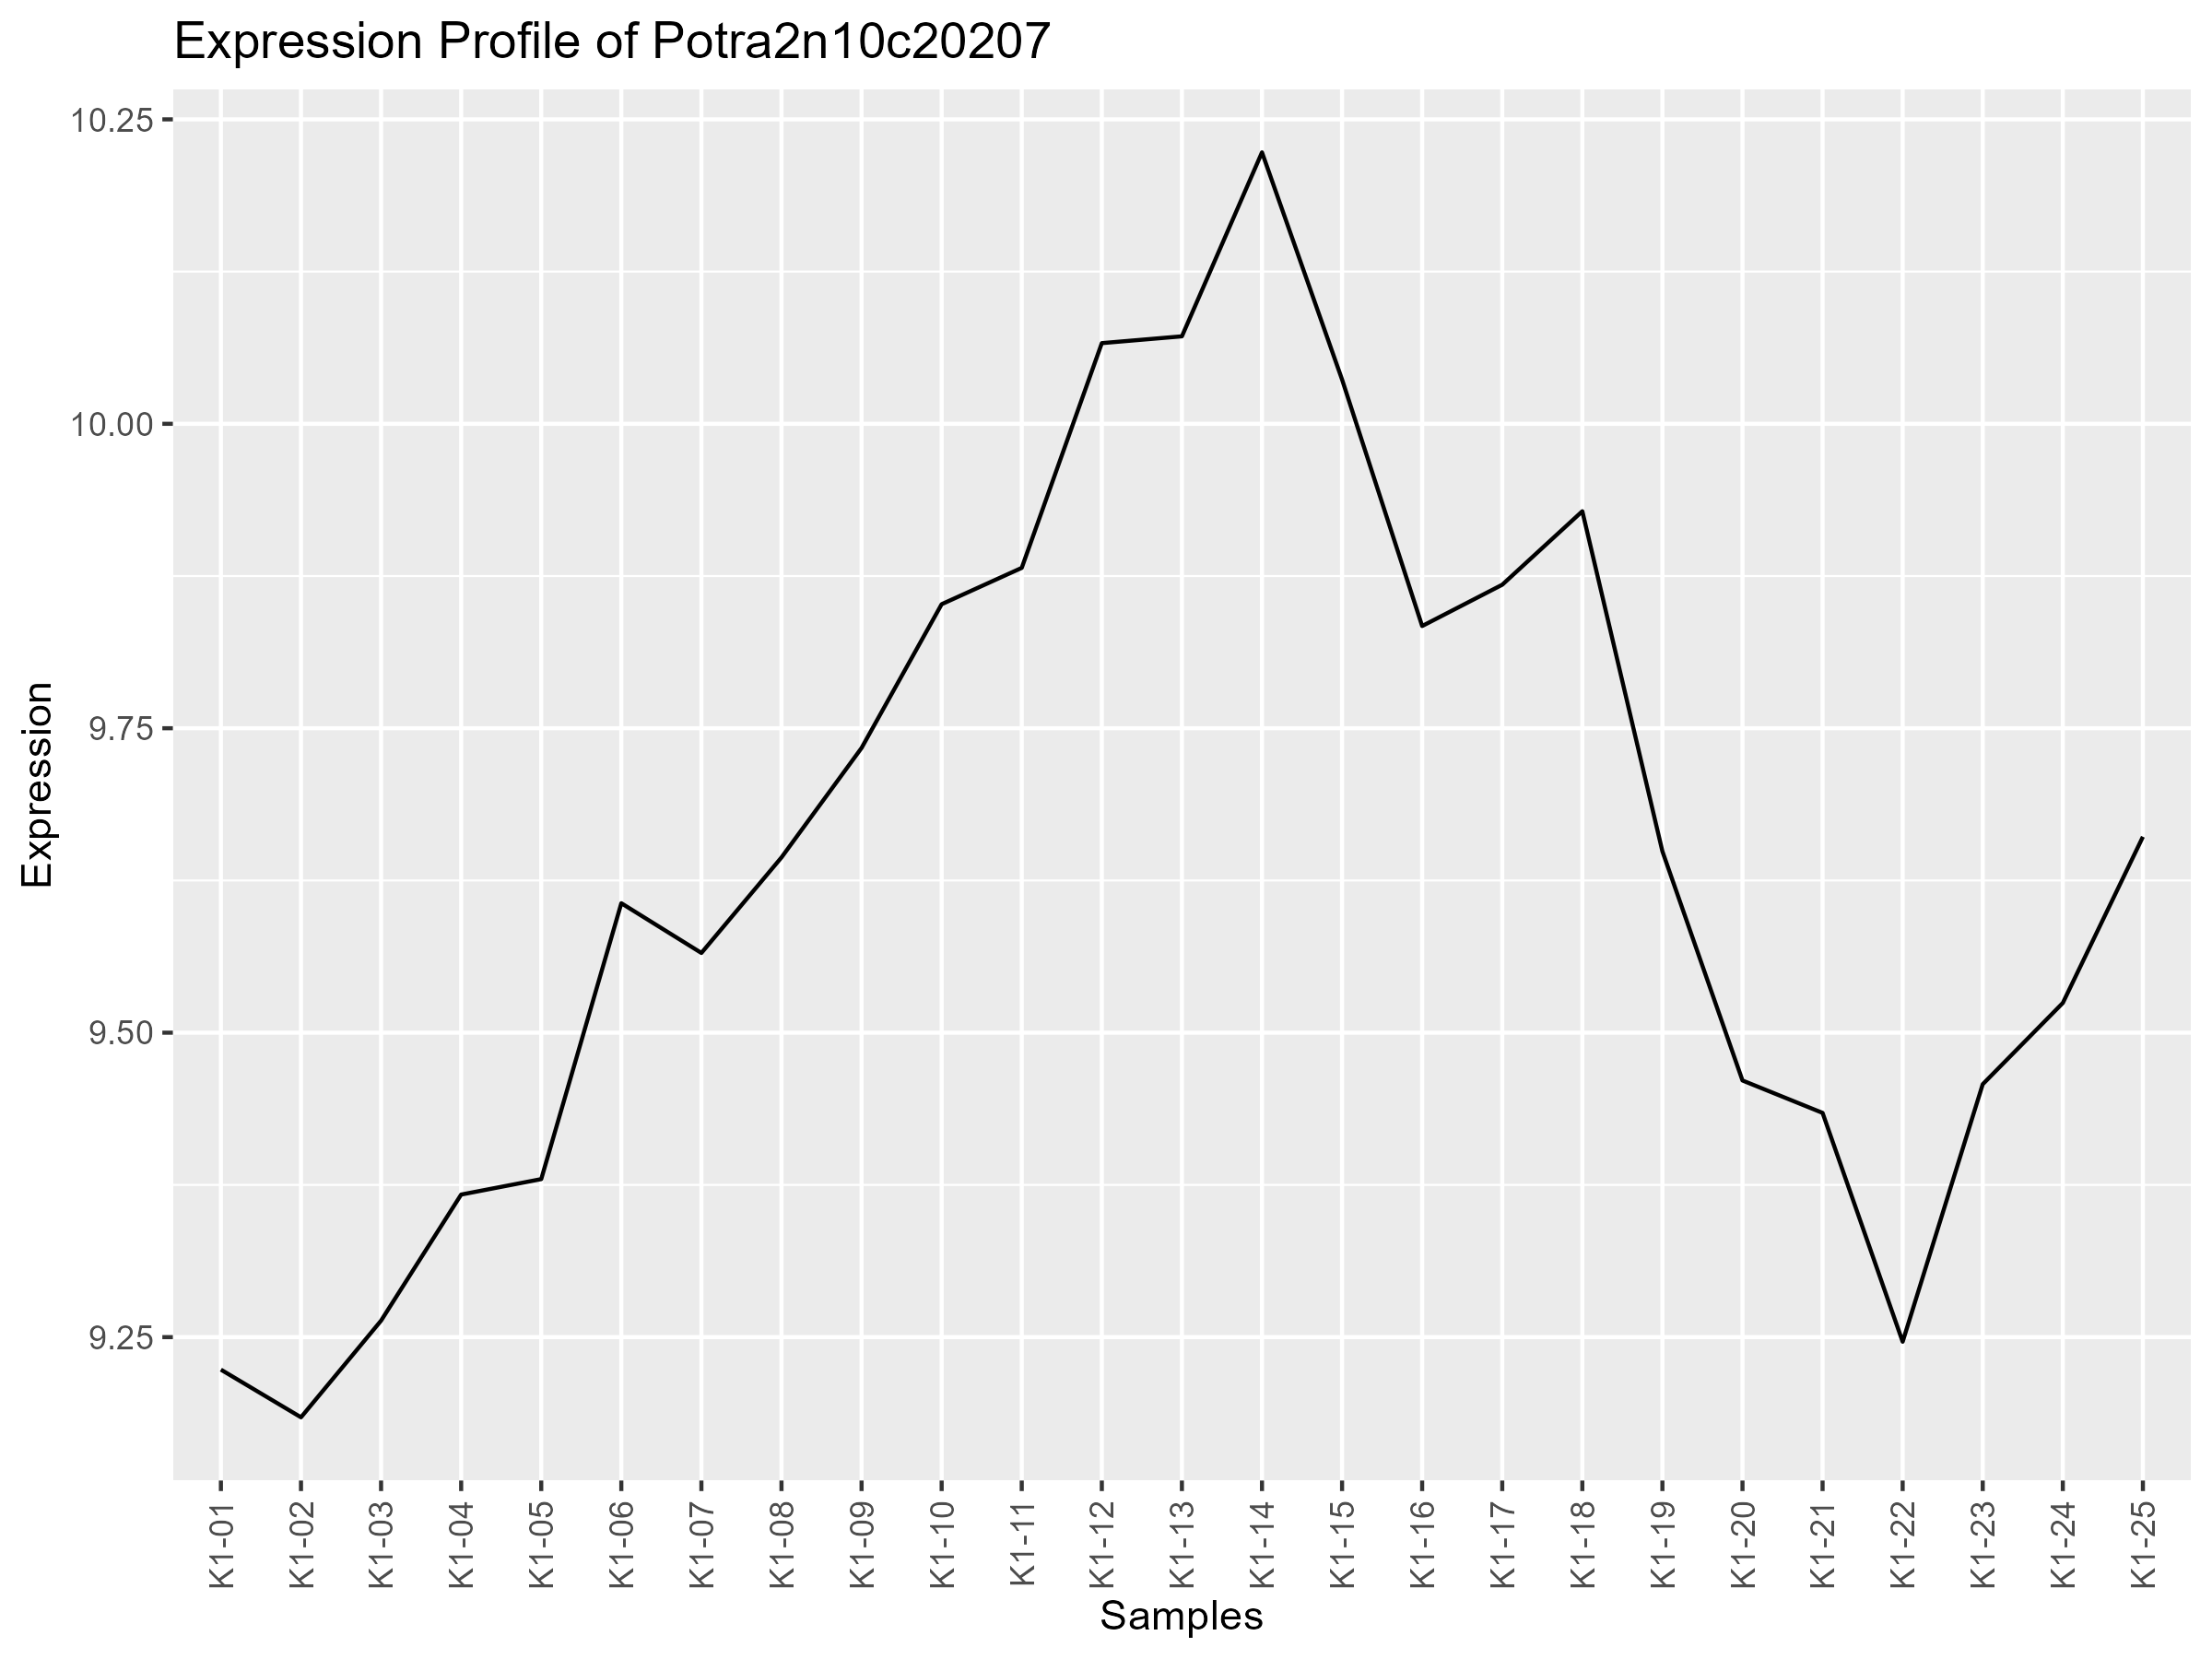 Expression Profile of Potra2n10c20207
Expression
10.25
10.00
9.75
9.50
9.25
K1-01
K1-02
K1-03
K1-04
K1-05
K1-06
K1-07
K1-08
K1-09
K1-10
K1-11
K1-12
K1-13
K1-14
K1-15
K1-16
K1-17
K1-18
K1-19
K1-20
K1-21
K1-22
K1-23
K1-24
K1-25
Samples